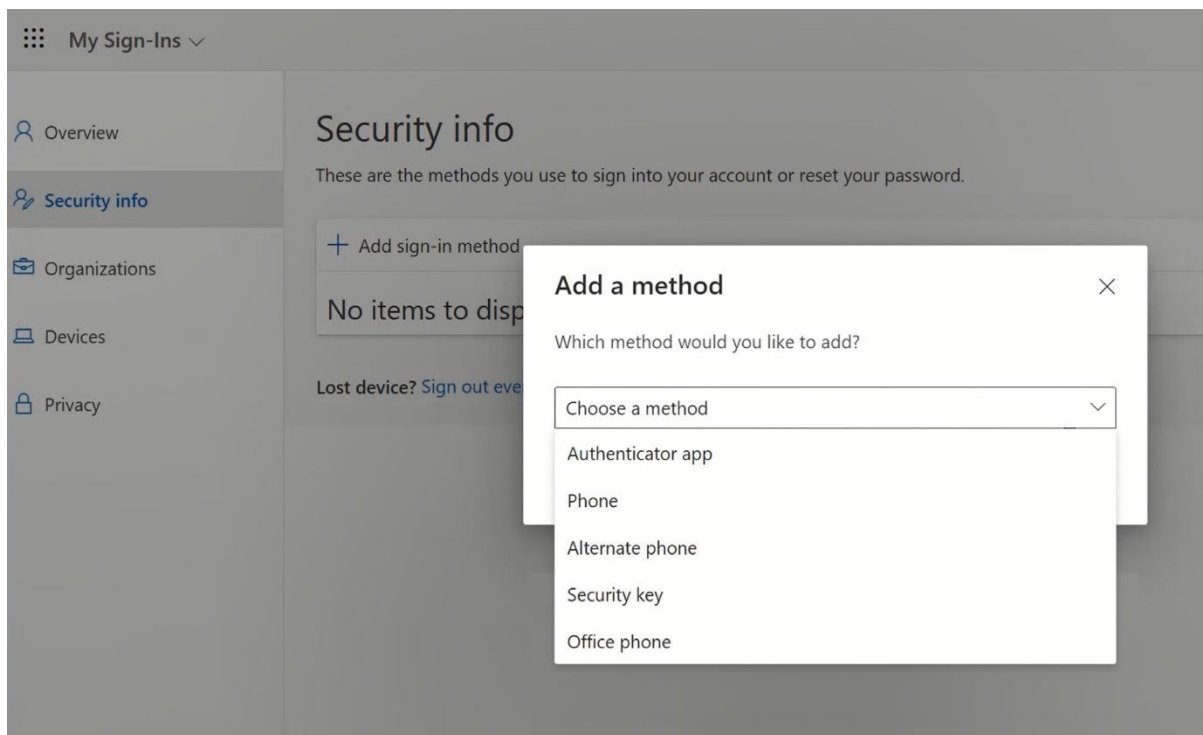 My Sign-Ins
Overview
Security info
Organizations
Devices
Privacy
Security info
These are the methods you use to sign into your account or reset your password.
Add sign-in method
No items to disp
Lost device? Sign out eve
Add a method
Which method would you like to add?
Choose a method
Authenticator app
Phone
Alternate phone
Security key
Office phone